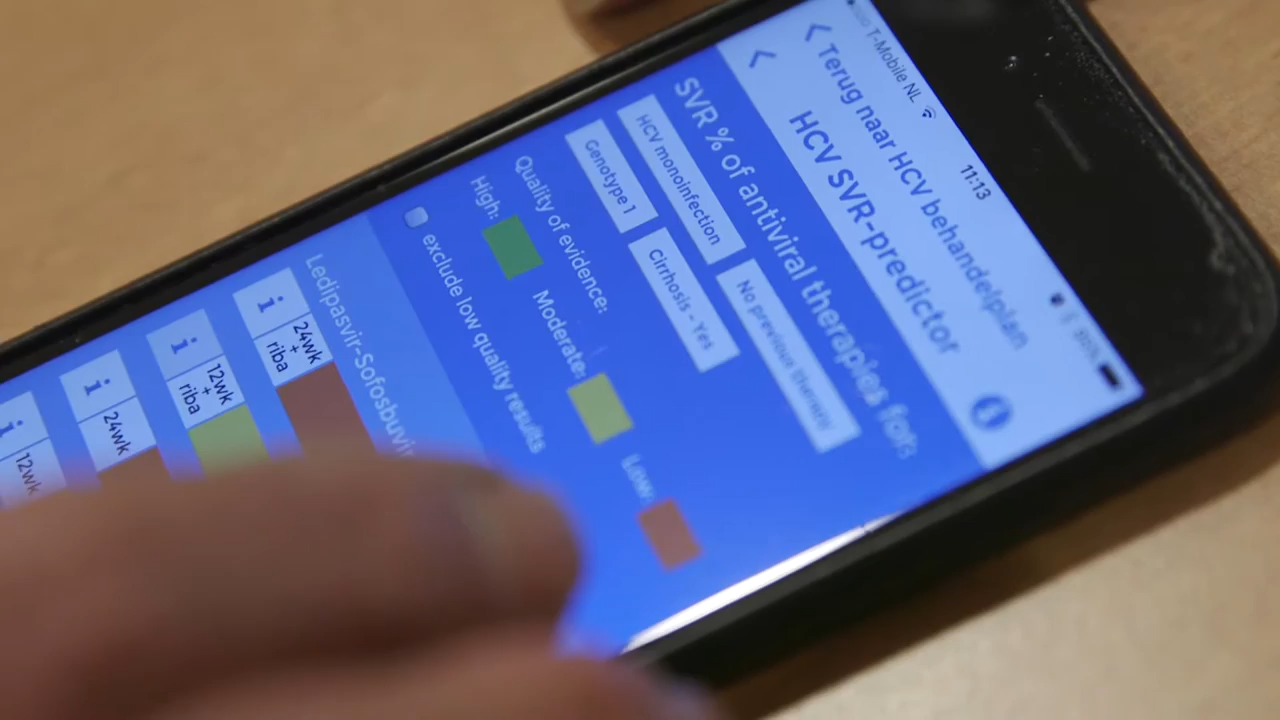 T-Mobile NL 11:13
Terug naar HCV behandelplan
HCV SVR-predictor
SVR % of antiviral therapies for:
HCV monoinfection No previous therapy
Genotype 1 Cirrhosis - Yes
Quality of evidence:
High: Moderate: Low:
exclude low quality results
Ledipasvir-Sofosbuvir
i 24wk + riba
i 12wk + riba
i 24wk
i 12wk